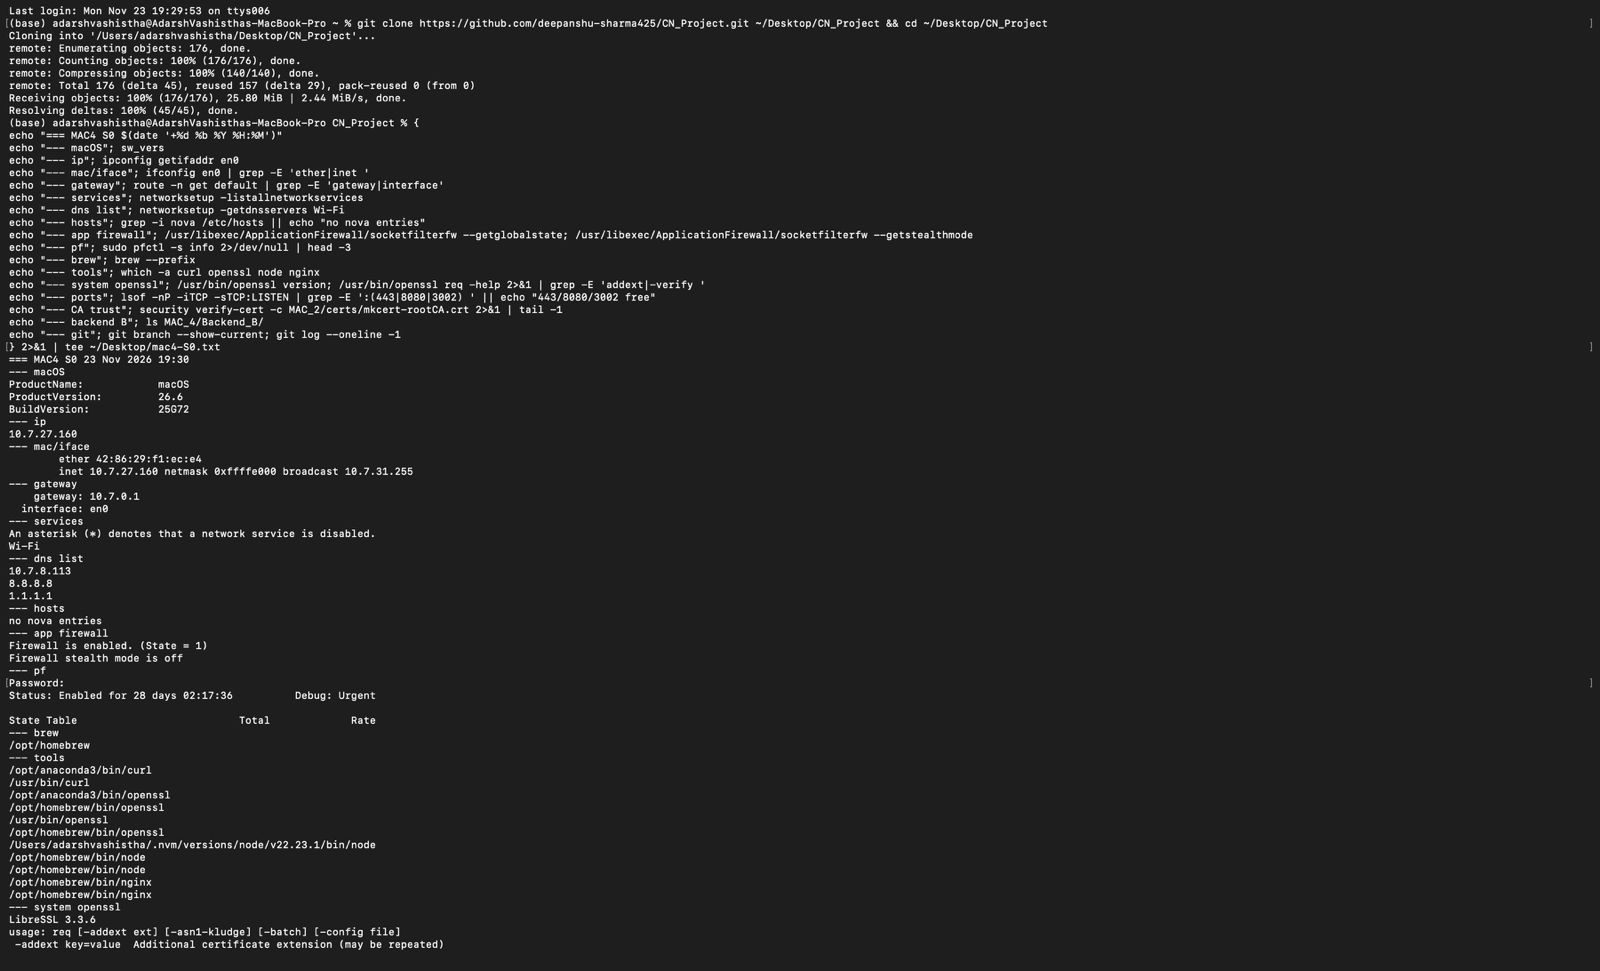 Last login: Mon Nov 23 19:29:53 on ttys006
[(base) adarshvashistha@AdarshVashisthas-MacBook-Pro ~ % git clone https://github.com/deepanshu-sharma425/CN_Project.git ~/Desktop/CN_Project && cd ~/Desktop/CN_Project ]
Cloning into '/Users/adarshvashistha/Desktop/CN_Project'...
remote: Enumerating objects: 176, done.
remote: Counting objects: 100% (176/176), done.
remote: Compressing objects: 100% (140/140), done.
remote: Total 176 (delta 45), reused 157 (delta 29), pack-reused 0 (from 0)
Receiving objects: 100% (176/176), 25.80 MiB | 2.44 MiB/s, done.
Resolving deltas: 100% (45/45), done.
(base) adarshvashistha@AdarshVashisthas-MacBook-Pro CN_Project % {
echo "=== MAC4 S0 $(date '+%d %b %Y %H:%M')"
echo "--- macOS"; sw_vers
echo "--- ip"; ipconfig getifaddr en0
echo "--- mac/iface"; ifconfig en0 | grep -E 'ether|inet '
echo "--- gateway"; route -n get default | grep -E 'gateway|interface'
echo "--- services"; networksetup -listallnetworkservices
echo "--- dns list"; networksetup -getdnsservers Wi-Fi
echo "--- hosts"; grep -i nova /etc/hosts || echo "no nova entries"
echo "--- app firewall"; /usr/libexec/ApplicationFirewall/socketfilterfw --getglobalstate; /usr/libexec/ApplicationFirewall/socketfilterfw --getstealthmode
echo "--- pf"; sudo pfctl -s info 2>/dev/null | head -3
echo "--- brew"; brew --prefix
echo "--- tools"; which -a curl openssl node nginx
echo "--- system openssl"; /usr/bin/openssl version; /usr/bin/openssl req -help 2>&1 | grep -E 'addext|-verify '
echo "--- ports"; lsof -nP -iTCP -sTCP:LISTEN | grep -E ':(443|8080|3002) ' || echo "443/8080/3002 free"
echo "--- CA trust"; security verify-cert -c MAC_2/certs/mkcert-rootCA.crt 2>&1 | tail -1
echo "--- backend B"; ls MAC_4/Backend_B/
echo "--- git"; git branch --show-current; git log --oneline -1
[} 2>&1 | tee ~/Desktop/mac4-S0.txt ]
=== MAC4 S0 23 Nov 2026 19:30
--- macOS
ProductName: macOS
ProductVersion: 26.6
BuildVersion: 25G72
--- ip
10.7.27.160
--- mac/iface
ether 42:86:29:f1:ec:e4
inet 10.7.27.160 netmask 0xffffe000 broadcast 10.7.31.255
--- gateway
gateway: 10.7.0.1
interface: en0
--- services
An asterisk (*) denotes that a network service is disabled.
Wi-Fi
--- dns list
10.7.8.113
8.8.8.8
1.1.1.1
--- hosts
no nova entries
--- app firewall
Firewall is enabled. (State = 1)
Firewall stealth mode is off
--- pf
[Password: ]
Status: Enabled for 28 days 02:17:36 Debug: Urgent
State Table Total Rate
--- brew
/opt/homebrew
--- tools
/opt/anaconda3/bin/curl
/usr/bin/curl
/opt/anaconda3/bin/openssl
/opt/homebrew/bin/openssl
/usr/bin/openssl
/opt/homebrew/bin/openssl
/Users/adarshvashistha/.nvm/versions/node/v22.23.1/bin/node
/opt/homebrew/bin/node
/opt/homebrew/bin/node
/opt/homebrew/bin/nginx
/opt/homebrew/bin/nginx
--- system openssl
LibreSSL 3.3.6
usage: req [-addext ext] [-asn1-kludge] [-batch] [-config file]
-addext key=value Additional certificate extension (may be repeated)